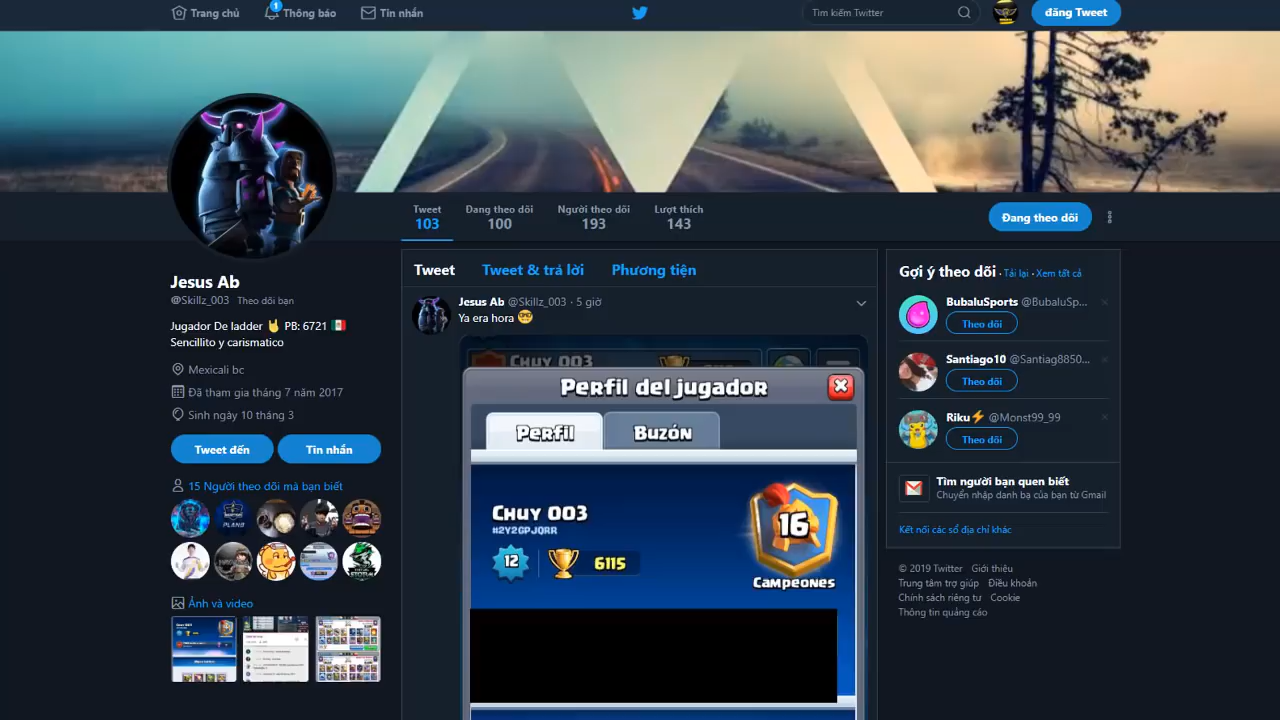 Trang chủ
1
Thông báo
Tin nhắn
Tìm kiếm Twitter
đăng Tweet
Tweet
103
Đang theo dõi
100
Người theo dõi
193
Lượt thích
143
Đang theo dõi
Jesus Ab
@Skillz_003 Theo dõi bạn
Jugador De ladder 🤘 PB: 6721 🇲🇽
Sencillito y carismatico
Mexicali bc
Đã tham gia tháng 7 năm 2017
Sinh ngày 10 tháng 3
Tweet đến
Tin nhắn
15 Người theo dõi mà bạn biết
Ảnh và video
Tweet
Tweet & trả lời
Phương tiện
Jesus Ab @Skillz_003 · 5 giờ
Ya era hora 🤓
Chuy 003
Perfil del jugador
Perfil
Buzón
Chuy 003
#2Y2GPJQRR
12
6115
16
Campeones
Gợi ý theo dõi · Tải lại · Xem tất cả
BubaluSports @BubaluSp...
Theo dõi
Santiago10 @Santiag8850...
Theo dõi
Riku⚡ @Monst99_99
Theo dõi
Tìm người bạn quen biết
Chuyển nhập danh bạ của bạn từ Gmail
Kết nối các sổ địa chỉ khác
© 2019 Twitter Giới thiệu
Trung tâm trợ giúp Điều khoản
Chính sách riêng tư Cookie
Thông tin quảng cáo